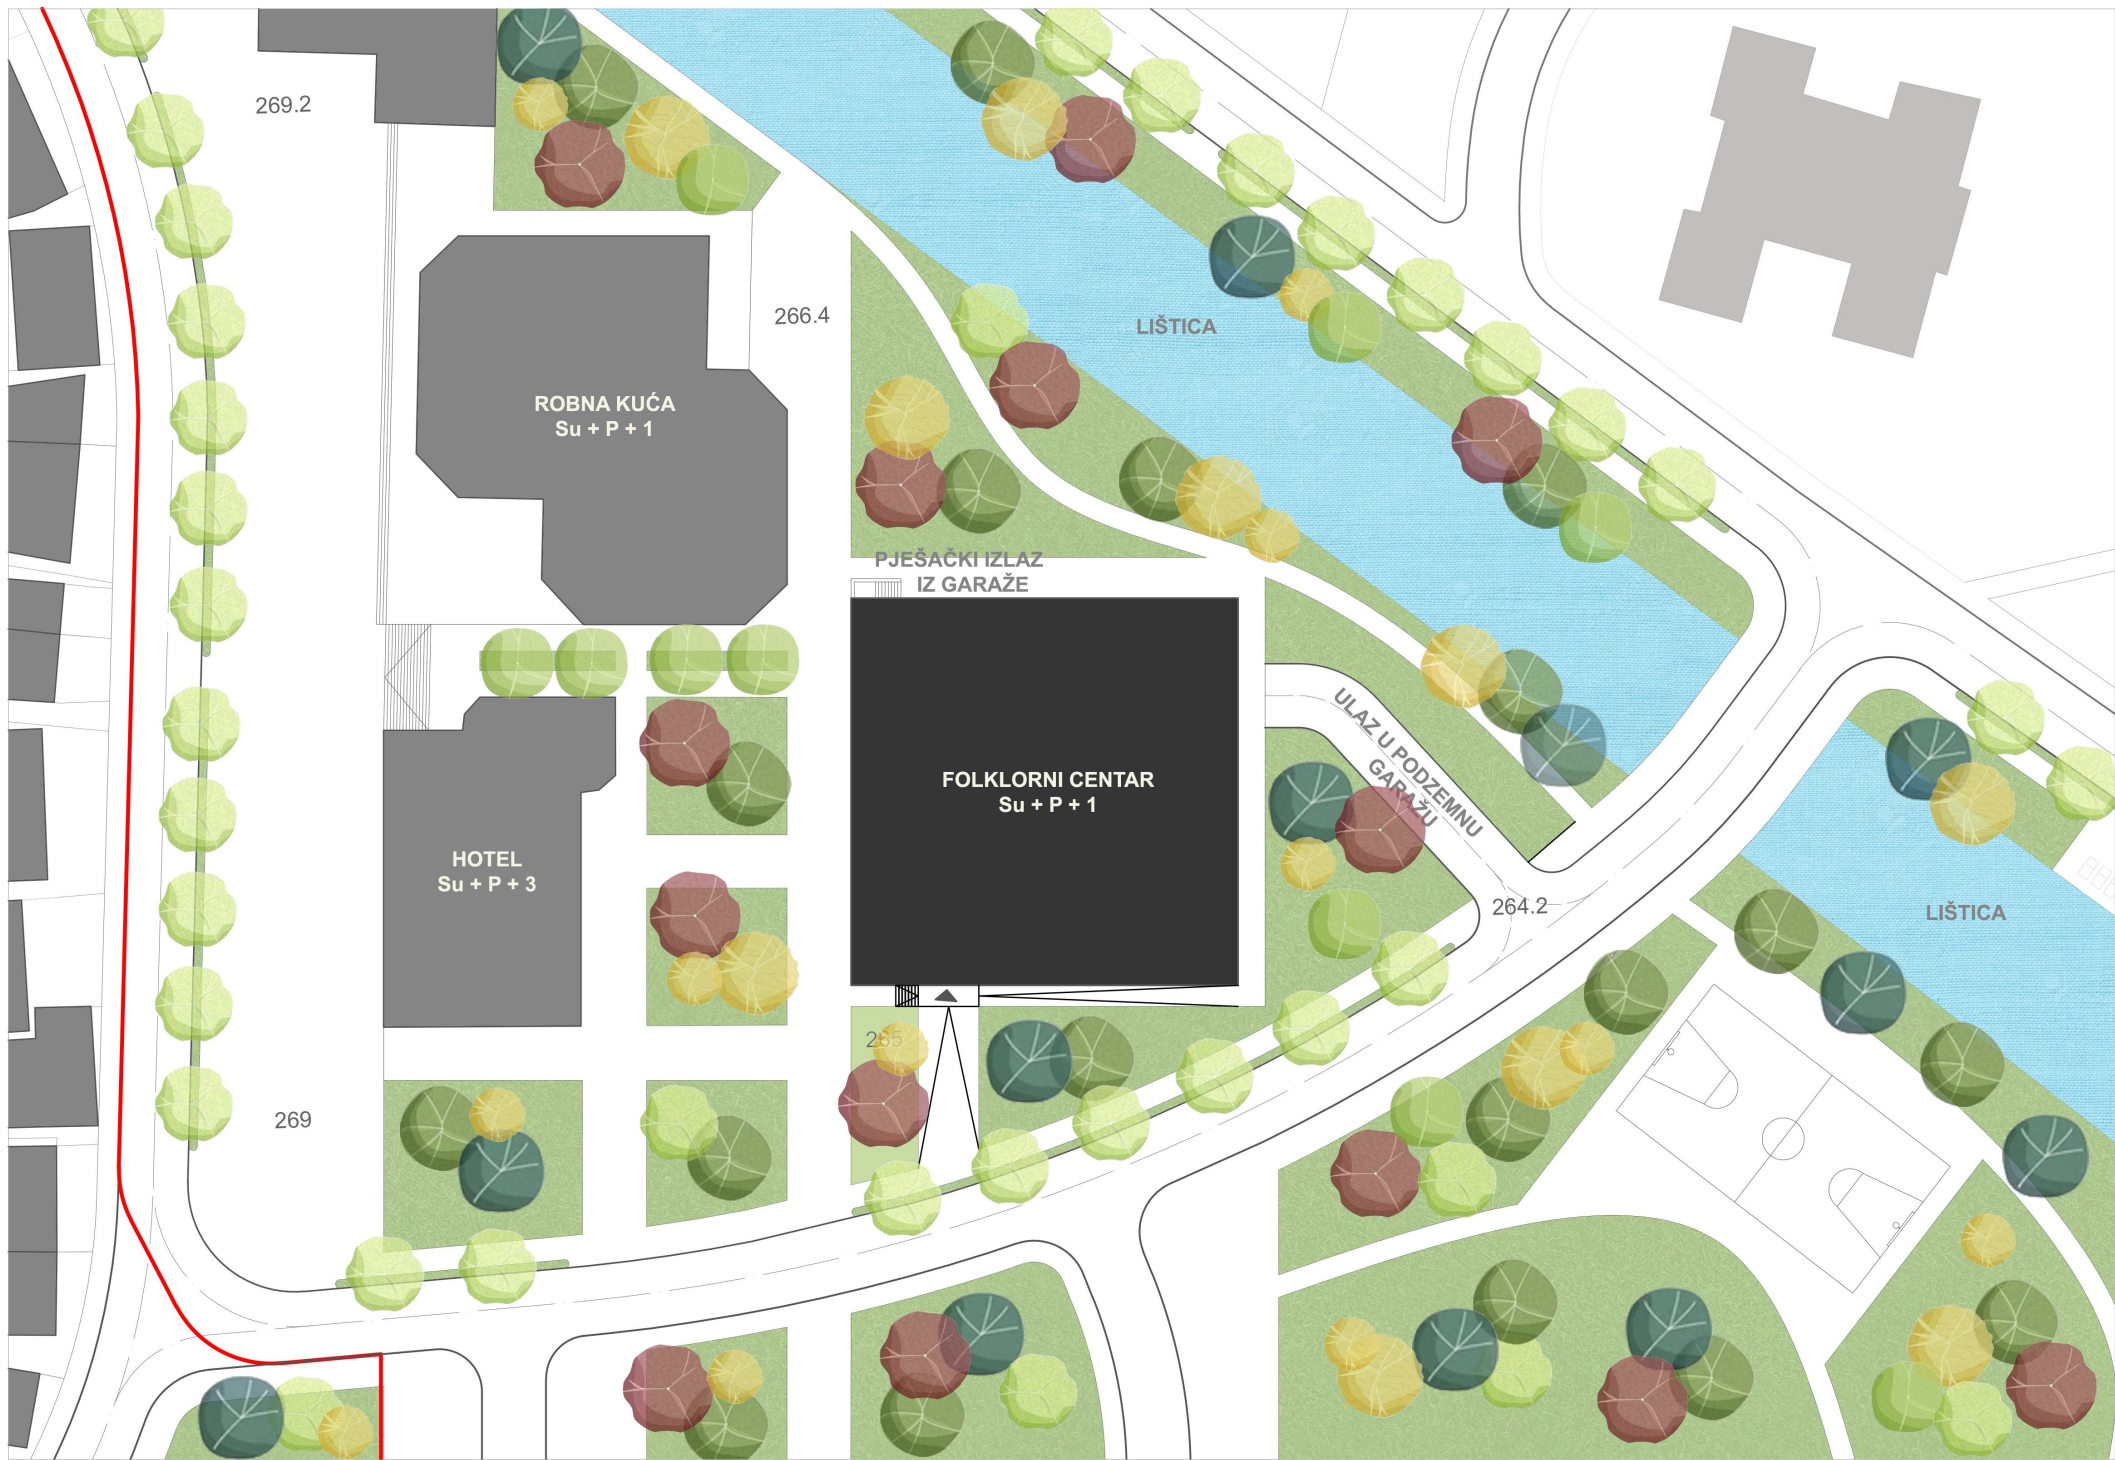 269.2
266.4
LIŠTICA
ROBNA KUĆA
Su + P + 1
PJEŠAČKI IZLAZ
IZ GARAŽE
ULAZ U PODZEMNU
GARAŽU
FOLKLORNI CENTAR
Su + P + 1
HOTEL
Su + P + 3
264.2
LIŠTICA
265
269